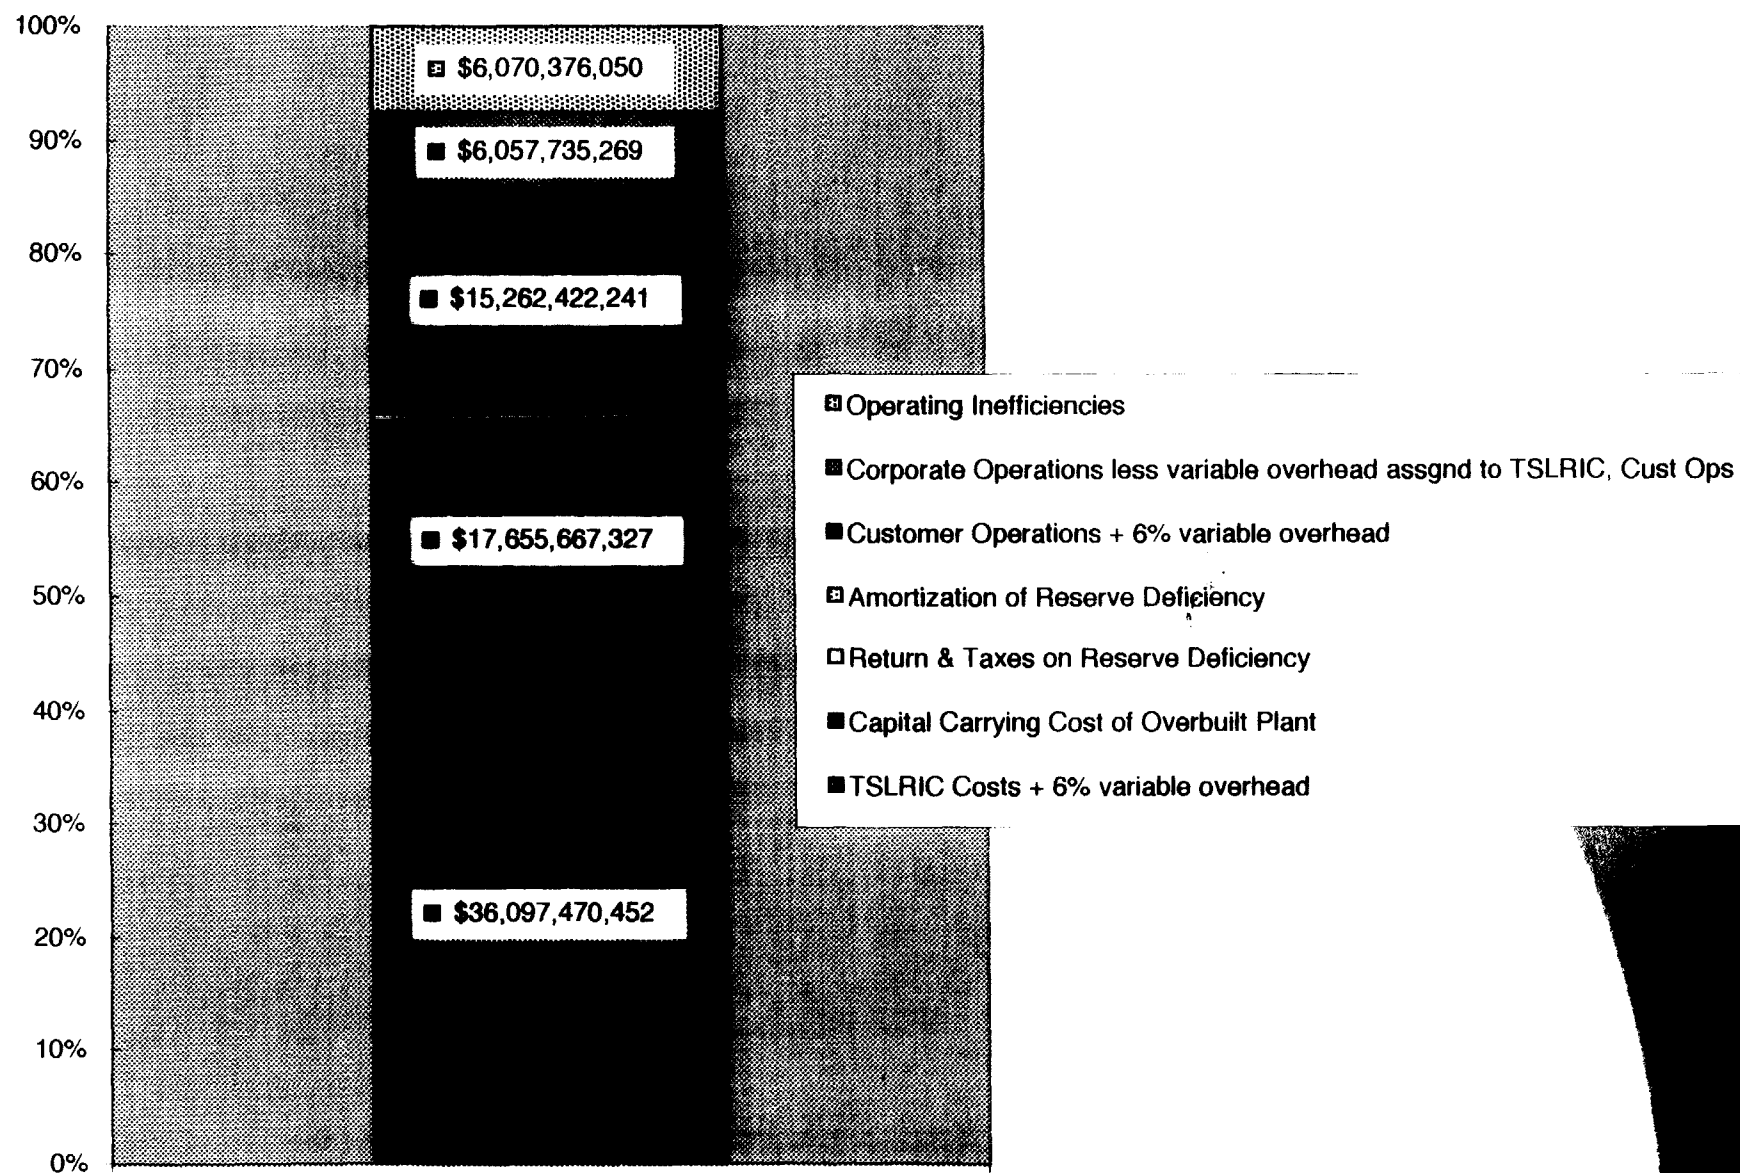 100%
90%
80%
70%
60%
50%
40%
30%
20%
10%
0%
$6,070,376,050
$6,057,735,269
$15,262,422,241
$17,655,667,327
$36,097,470,452
Operating Inefficiencies
Corporate Operations less variable overhead assgnd to TSLRIC, Cust Ops
Customer Operations + 6% variable overhead
Amortization of Reserve Deficiency
Return & Taxes on Reserve Deficiency
Capital Carrying Cost of Overbuilt Plant
TSLRIC Costs + 6% variable overhead